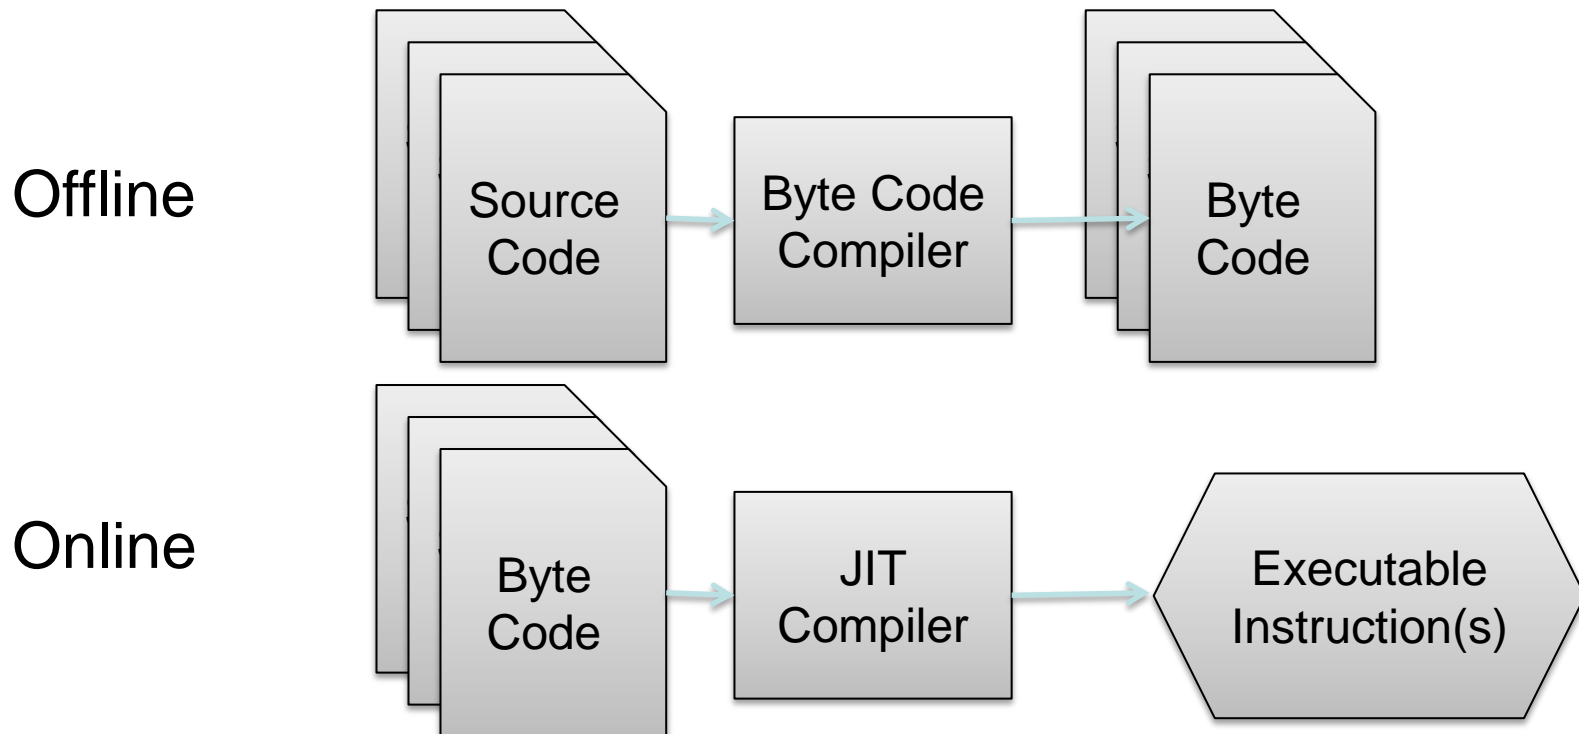 Offline
Source
Code
Byte Code
Compiler
Byte
Code
Online
Byte
Code
JIT
Compiler
Executable
Instruction(s)